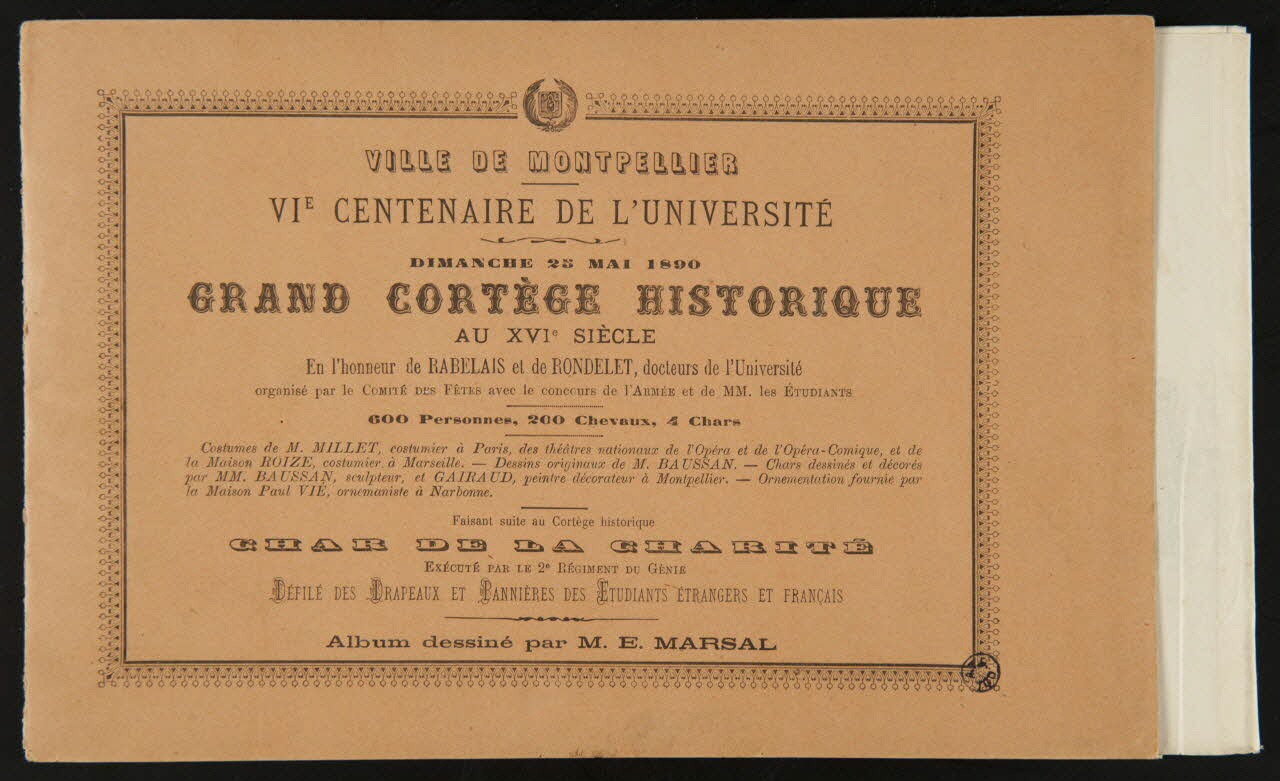 VILLE DE MONTPELLIER
VIE CENTENAIRE DE L'UNIVERSITÉ
DIMANCHE 25 MAI 1890
GRAND CORTÈGE HISTORIQUE
AU XVIe SIÈCLE
En l'honneur de RABELAIS et de RONDELET, docteurs de l'Université
organisé par le COMITÉ DES FÊTES avec le concours de l'ARMÉE et de MM. les ÉTUDIANTS
600 Personnes, 200 Chevaux, 4 Chars
Costumes de M. MILLET, costumier à Paris, des théâtres nationaux de l'Opéra et de l'Opéra-Comique, et de
la Maison ROIZE, costumier à Marseille. — Dessins originaux de M. BAUSSAN. — Chars dessinés et décorés
par MM. BAUSSAN, sculpteur, et GAIRAUD, peintre décorateur à Montpellier. — Ornementation fournie par
la Maison Paul VIÉ, ornemaniste à Narbonne.
Faisant suite au Cortège historique
CHAR DE LA CHARITÉ
EXÉCUTÉ PAR LE 2e RÉGIMENT DU GÉNIE
DÉFILÉ DES DRAPEAUX ET BANNIÈRES DES ÉTUDIANTS ÉTRANGERS ET FRANÇAIS
Album dessiné par M. E. MARSAL